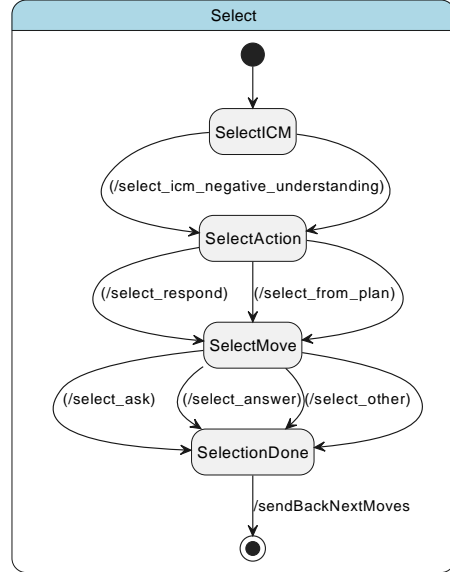 Select
SelectICM
(/select_icm_negative_understanding)
SelectAction
(/select_respond) (/select_from_plan)
SelectMove
(/select_ask) (/select_answer) (/select_other)
SelectionDone
/sendBackNextMoves